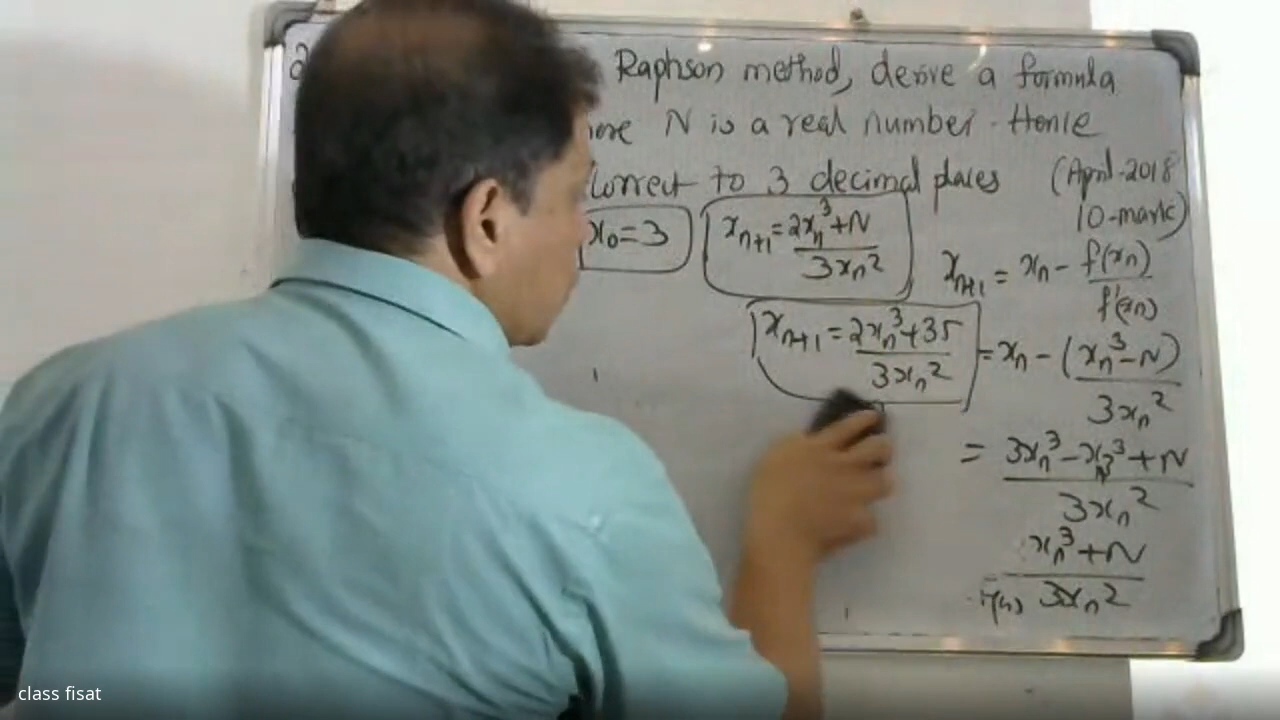 2
Raphson method, derive a formula
N is a real number. Hence
Correct to 3 decimal places (April-2018
10-mark)
x₀=3
xₙ₊₁=2xₙ³+N
3xₙ²
xₙ₊₁ = xₙ - f(xₙ)
f'(xₙ)
xₙ₊₁=2xₙ³+35
3xₙ²
=xₙ-(xₙ³-N)
3xₙ²
= 3xₙ³-xₙ³+N
3xₙ²
xₙ³+N
3xₙ²
class fisat